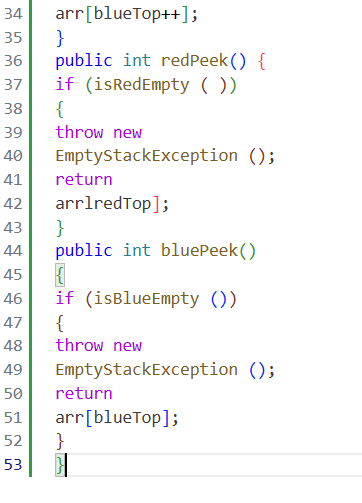 34 arr[blueTop++];
35 }
36 public int redPeek() {
37 if (isRedEmpty ( ))
38 {
39 throw new
40 EmptyStackException ();
41 return
42 arrlredTop];
43 }
44 public int bluePeek()
45 {
46 if (isBlueEmpty ())
47 {
48 throw new
49 EmptyStackException ();
50 return
51 arr[blueTop];
52 }
53 }